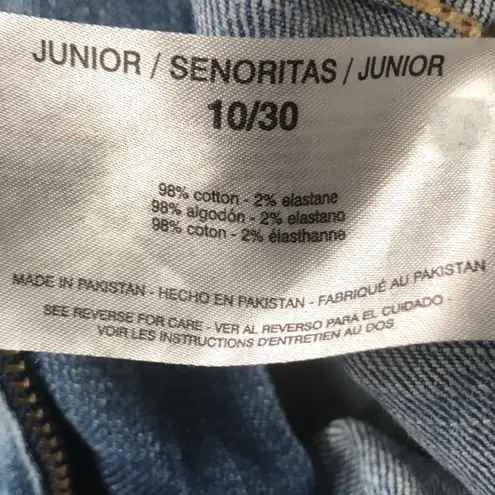 JUNIOR / SENORITAS / JUNIOR
10/30
98% cotton - 2% elastane
98% algodón - 2% elastano
98% coton - 2% élasthanne
MADE IN PAKISTAN - HECHO EN PAKISTAN - FABRIQUÉ AU PAKISTAN
SEE REVERSE FOR CARE - VER AL REVERSO PARA EL CUIDADO -
VOIR LES INSTRUCTIONS D'ENTRETIEN AU DOS.